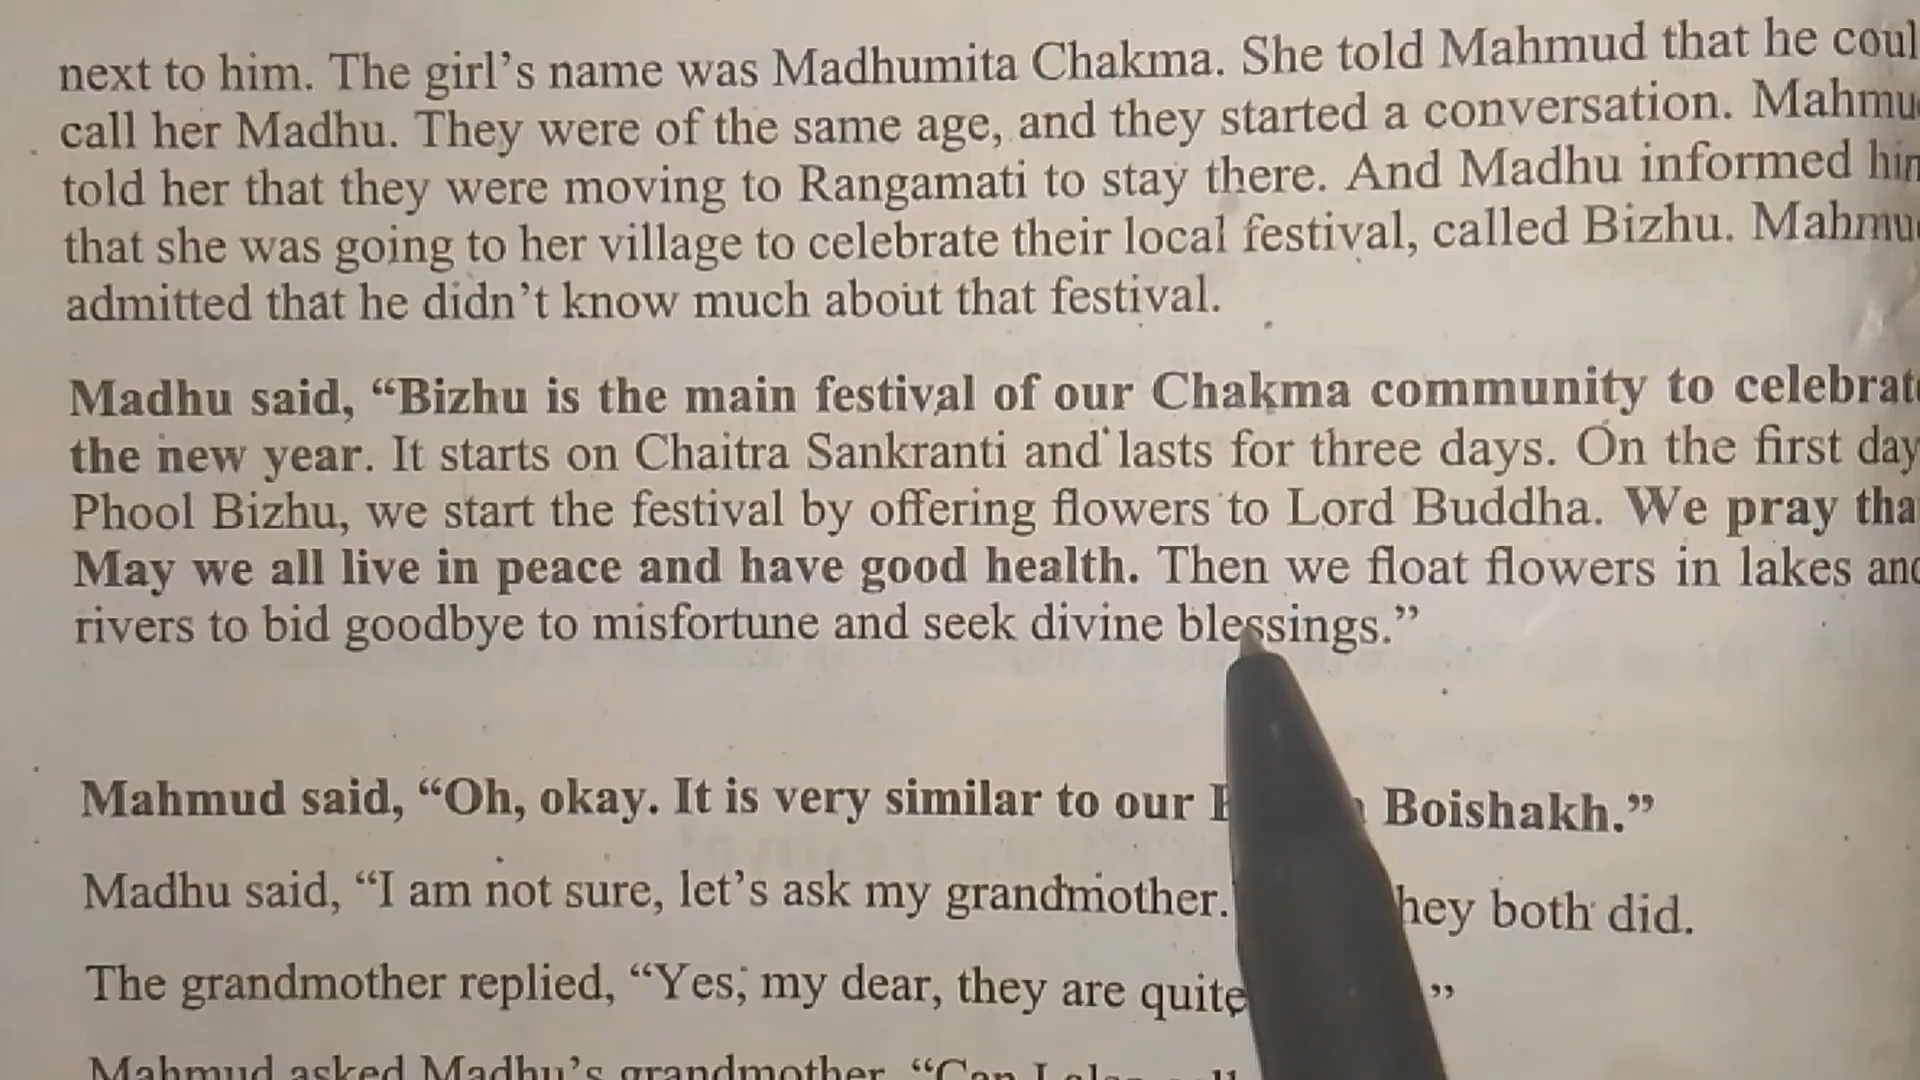 next to him. The girl's name was Madhumita Chakma. She told Mahmud that he coul
call her Madhu. They were of the same age, and they started a conversation. Mahmu
told her that they were moving to Rangamati to stay there. And Madhu informed
that she was going to her village to celebrate their local festival, called Bizhu. Mahmu
admitted that he didn't know much about that festival.
Madhu said, “Bizhu is the main festival of our Chakma community to celebrat
the new year. It starts on Chaitra Sankranti and lasts for three days. On the first day
Phool Bizhu, we start the festival by offering flowers to Lord Buddha. We pray tha
May we all live in peace and have good health. Then we float flowers in lakes and
rivers to bid goodbye to misfortune and seek divine blessings.”
Mahmud said, “Oh, okay. It is very similar to our Boishakh.”
Madhu said, “I am not sure, let's ask my grandmother. hey both did.
The grandmother replied, “Yes, my dear, they are quite ”
Mahmud asked Madhu's grandmother, “Can I